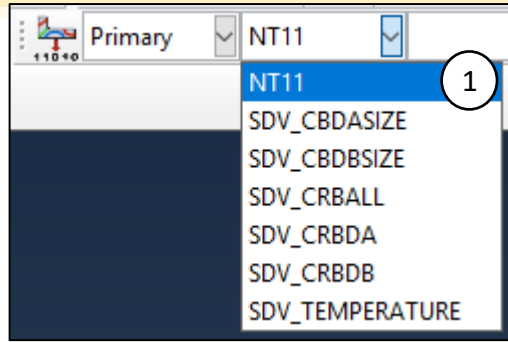 11010 Primary NT11
NT11 1
SDV_CBDASIZE
SDV_CBDBSIZE
SDV_CRBALL
SDV_CRBDA
SDV_CRBDB
SDV_TEMPERATURE